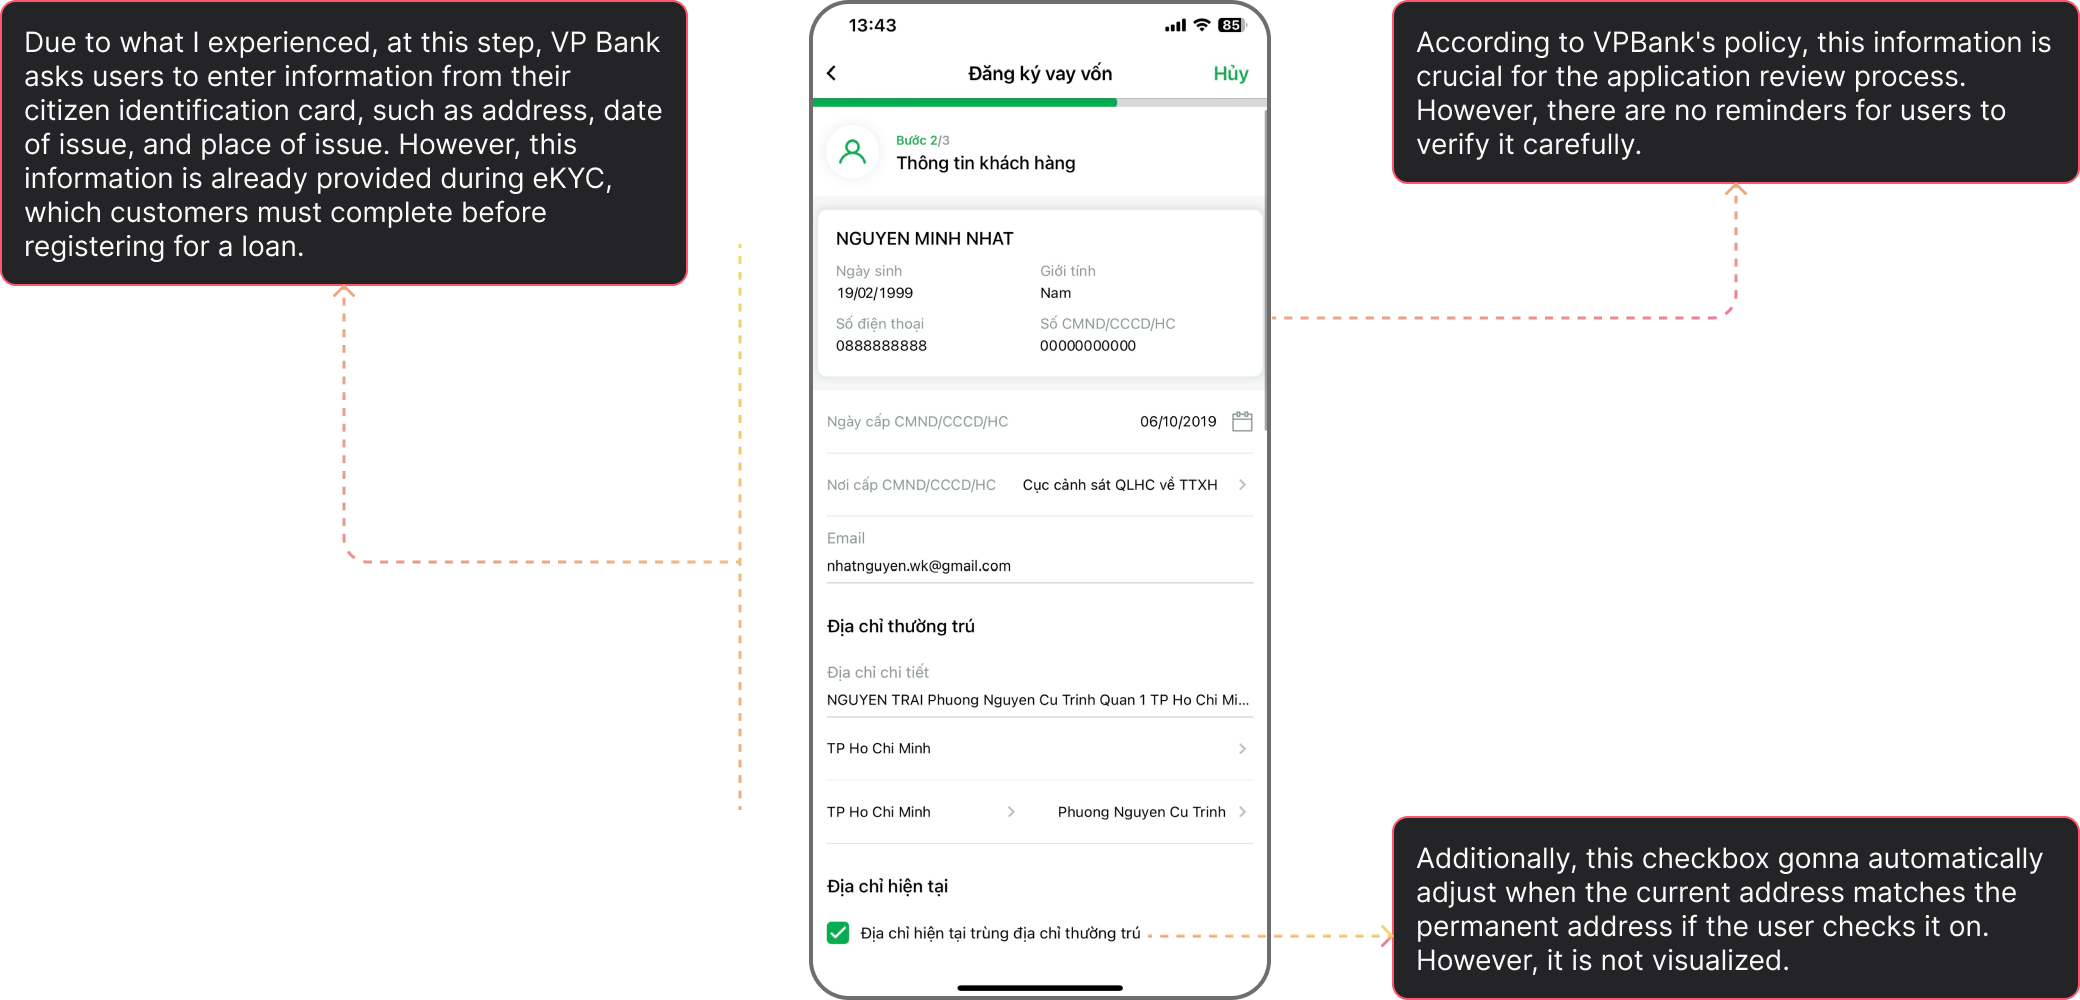 Due to what I experienced, at this step, VP Bank
asks users to enter information from their
citizen identification card, such as address, date
of issue, and place of issue. However, this
information is already provided during eKYC,
which customers must complete before
registering for a loan.
13:43
85
Đăng ký vay vốn
Hủy
Bước 2/3
Thông tin khách hàng
NGUYEN MINH NHAT
Ngày sinh
Giới tính
19/02/1999
Nam
Số điện thoại
Số CMND/CCCD/HC
0888888888
00000000000
Ngày cấp CMND/CCCD/HC
06/10/2019
Nơi cấp CMND/CCCD/HC
Cục cảnh sát QLHC về TTXH
Email
nhatnguyen.wk@gmail.com
Địa chỉ thường trú
Địa chỉ chi tiết
NGUYEN TRAI Phuong Nguyen Cu Trinh Quan 1 TP Ho Chi Mi...
TP Ho Chi Minh
TP Ho Chi Minh
Phuong Nguyen Cu Trinh
Địa chỉ hiện tại
Địa chỉ hiện tại trùng địa chỉ thường trú
According to VPBank's policy, this information is
crucial for the application review process.
However, there are no reminders for users to
verify it carefully.
Additionally, this checkbox gonna automatically
adjust when the current address matches the
permanent address if the user checks it on.
However, it is not visualized.